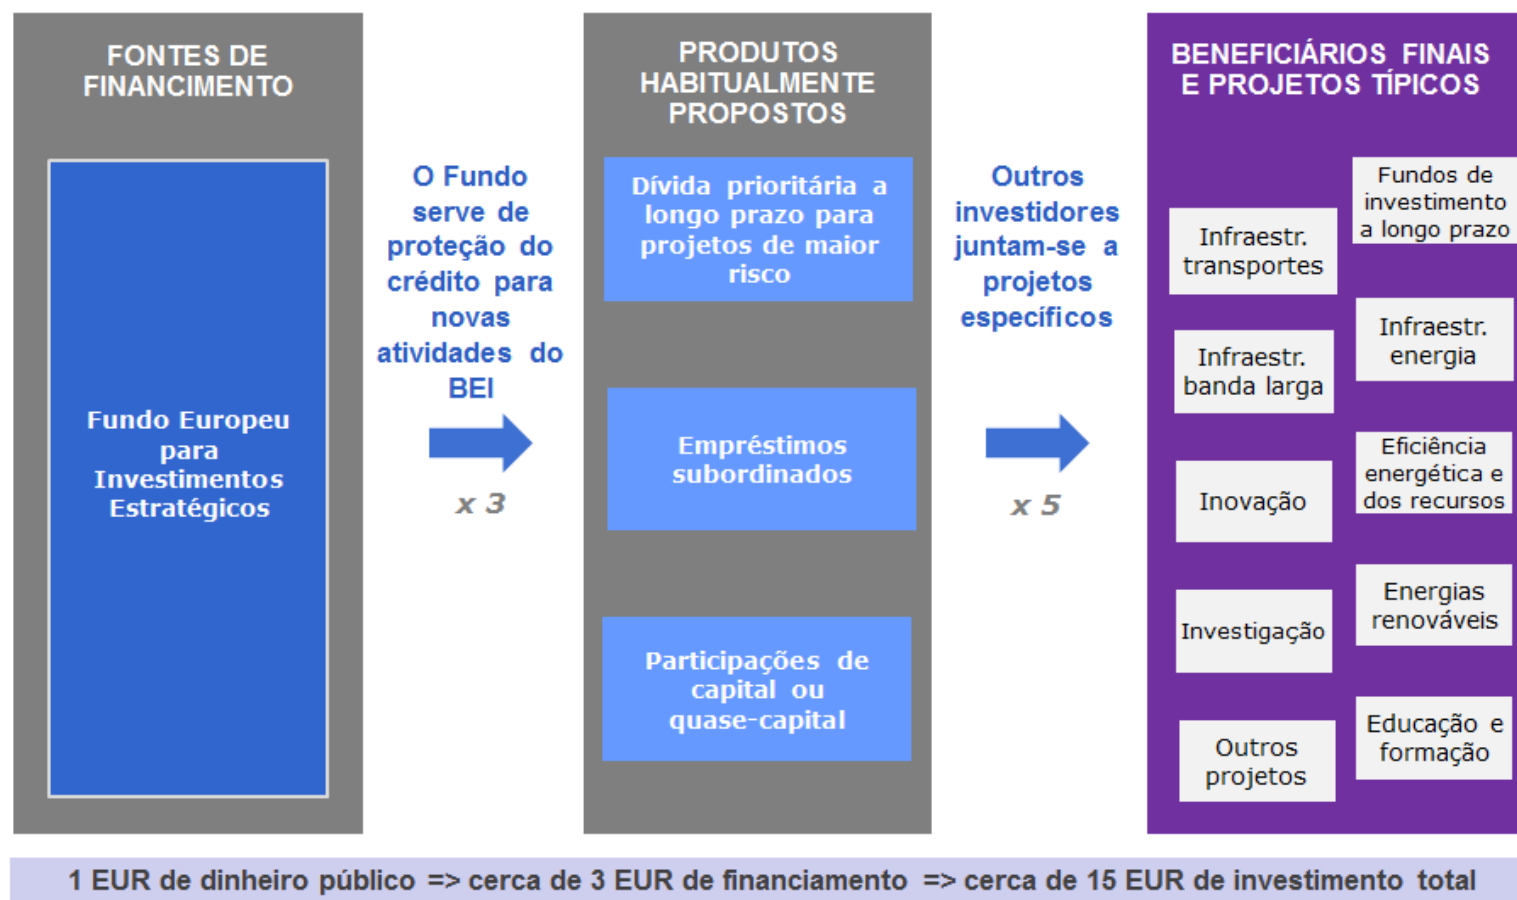 FONTES DE
FINANCIMENTO
Fundo Europeu
para
Investimentos
Estratégicos
O Fundo
serve de
proteção do
crédito para
novas
atividades do
BEI
x 3
PRODUTOS
HABITUALMENTE
PROPOSTOS
Dívida prioritária a
longo prazo para
projetos de maior
risco
Empréstimos
subordinados
Participações de
capital ou
quase-capital
Outros
investidores
juntam-se a
projetos
específicos
x 5
BENEFICIÁRIOS FINAIS
E PROJETOS TÍPICOS
Fundos de
investimento
a longo prazo
Infraestr.
transportes
Infraestr.
energia
Infraestr.
banda larga
Eficiência
energética e
dos recursos
Inovação
Energias
renováveis
Investigação
Educação e
formação
Outros
projetos
1 EUR de dinheiro público => cerca de 3 EUR de financiamento => cerca de 15 EUR de investimento total